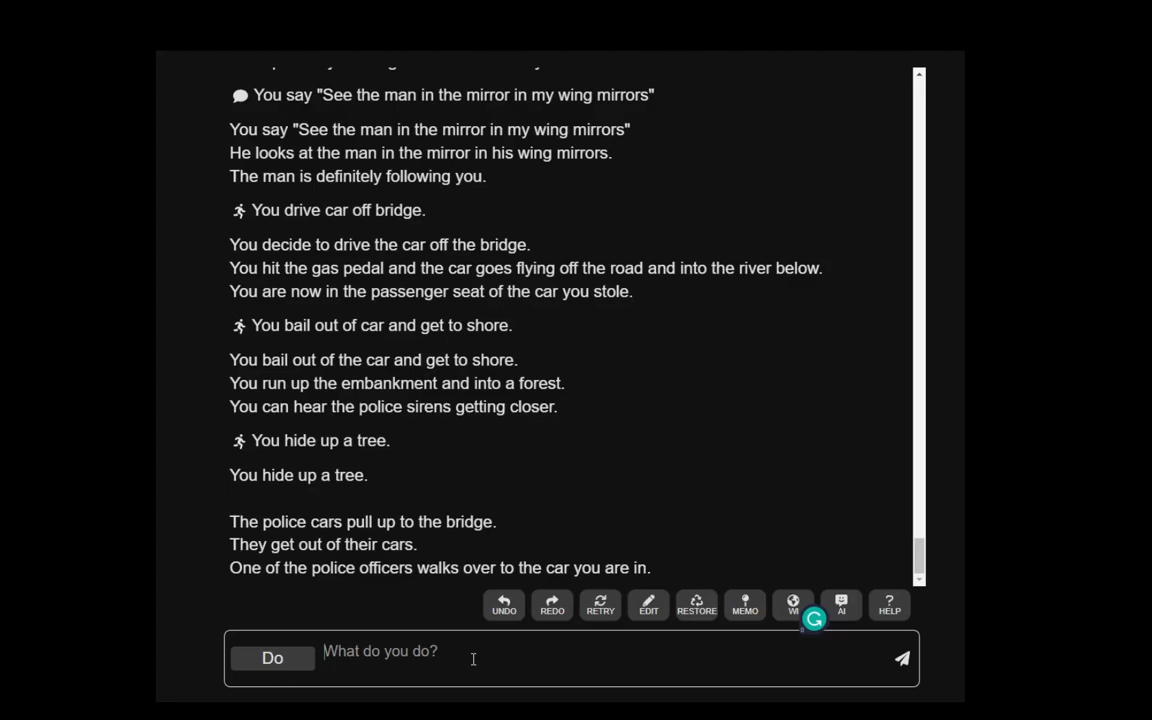 You say "See the man in the mirror in my wing mirrors"
You say "See the man in the mirror in my wing mirrors"
He looks at the man in the mirror in his wing mirrors.
The man is definitely following you.
You drive car off bridge.
You decide to drive the car off the bridge.
You hit the gas pedal and the car goes flying off the road and into the river below.
You are now in the passenger seat of the car you stole.
You bail out of car and get to shore.
You bail out of the car and get to shore.
You run up the embankment and into a forest.
You can hear the police sirens getting closer.
You hide up a tree.
You hide up a tree.
The police cars pull up to the bridge.
They get out of their cars.
One of the police officers walks over to the car you are in.
UNDO REDO RETRY EDIT RESTORE MEMO WI AI HELP
Do What do you do?